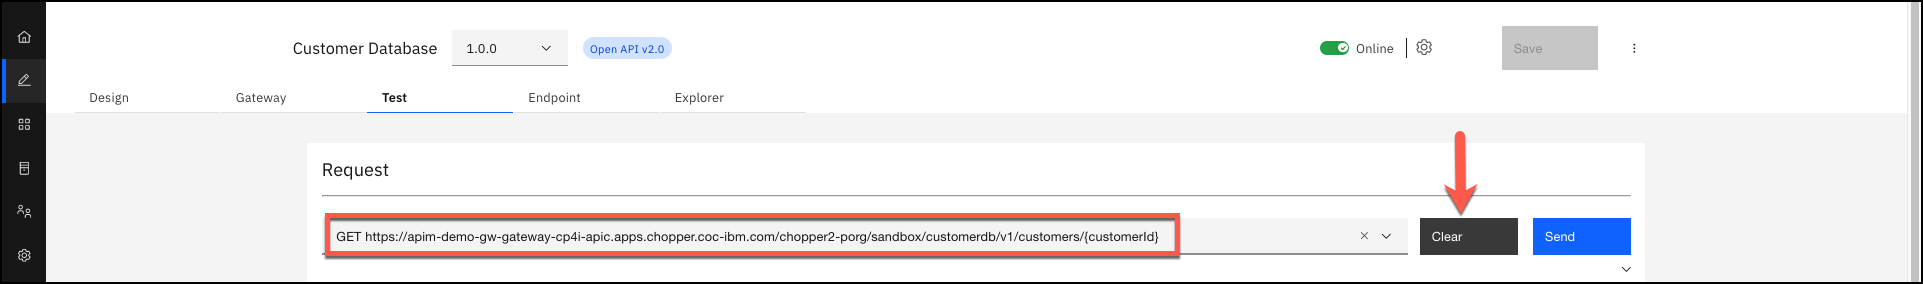 Customer Database 1.0.0 Open API v2.0 Online Save
Design Gateway Test Endpoint Explorer
Request
GET https://apim-demo-gw-gateway-cp4i-apic.apps.chopper.coc-ibm.com/chopper2-porg/sandbox/customerdb/v1/customers/{customerId} Clear Send